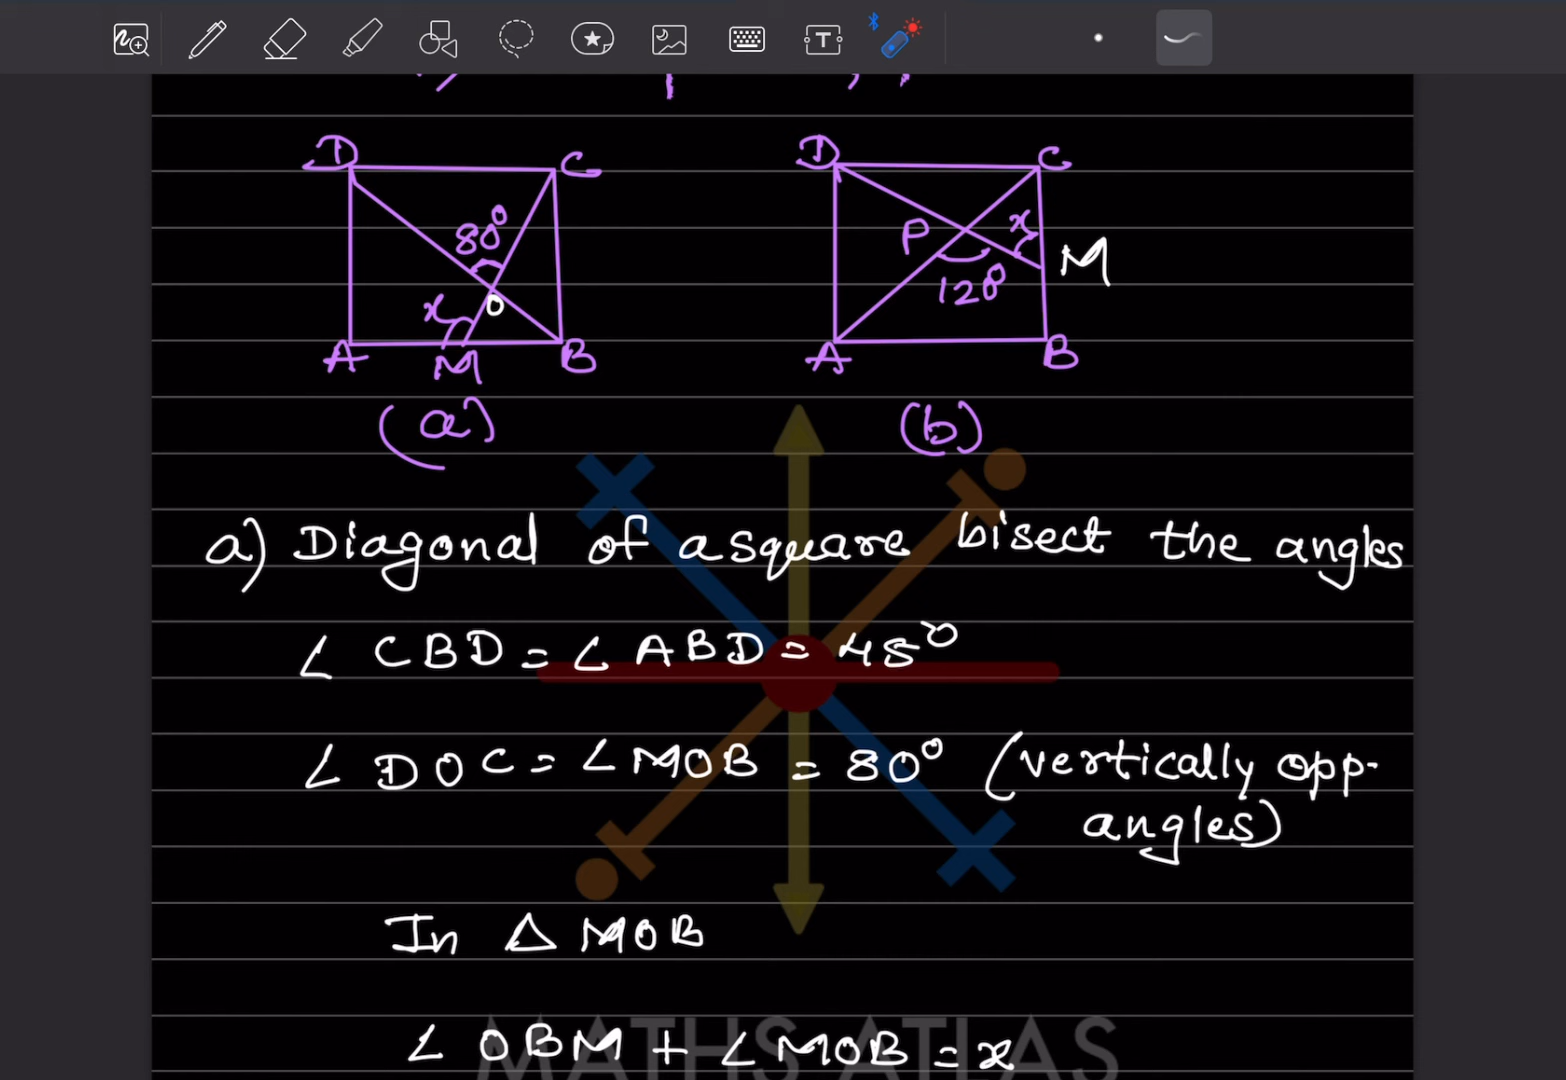 D C D C
80° P x M
x O 120°
A M B A B
(a) (b)
a) Diagonal of a square bisect the angles
∠ CBD = ∠ ABD = 45°
∠ DOC = ∠ MOB = 80° (vertically opp.
angles)
In △ MOB
∠ OBM + ∠ MOB = x
MATHS ATLAS